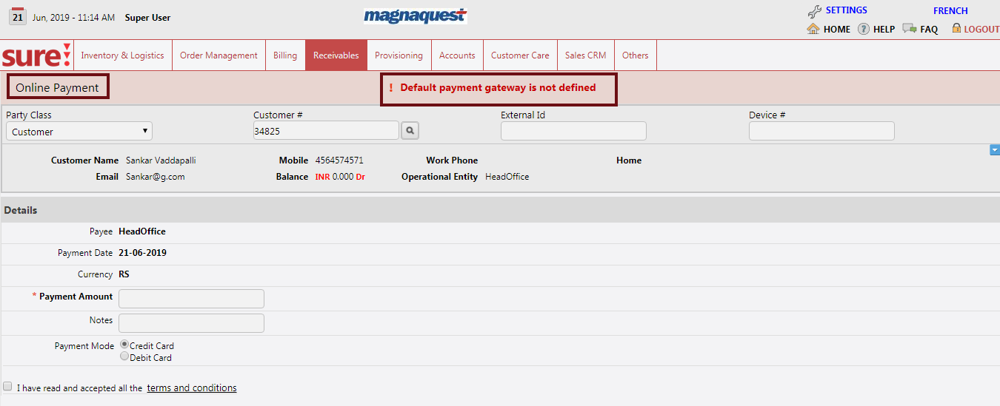 21 Jun, 2019 - 11:14 AM Super User magnaquest SETTINGS FRENCH
HOME ? HELP FAQ LOGOUT
sure! Inventory & Logistics Order Management Billing Receivables Provisioning Accounts Customer Care Sales CRM Others
Online Payment ! Default payment gateway is not defined
Party Class Customer # External Id Device #
Customer 34825
Customer Name Sankar Vaddapalli Mobile 4564574571 Work Phone Home
Email Sankar@g.com Balance INR 0.000 Dr Operational Entity HeadOffice
Details
Payee HeadOffice
Payment Date 21-06-2019
Currency RS
* Payment Amount
Notes
Payment Mode Credit Card
Debit Card
I have read and accepted all the terms and conditions